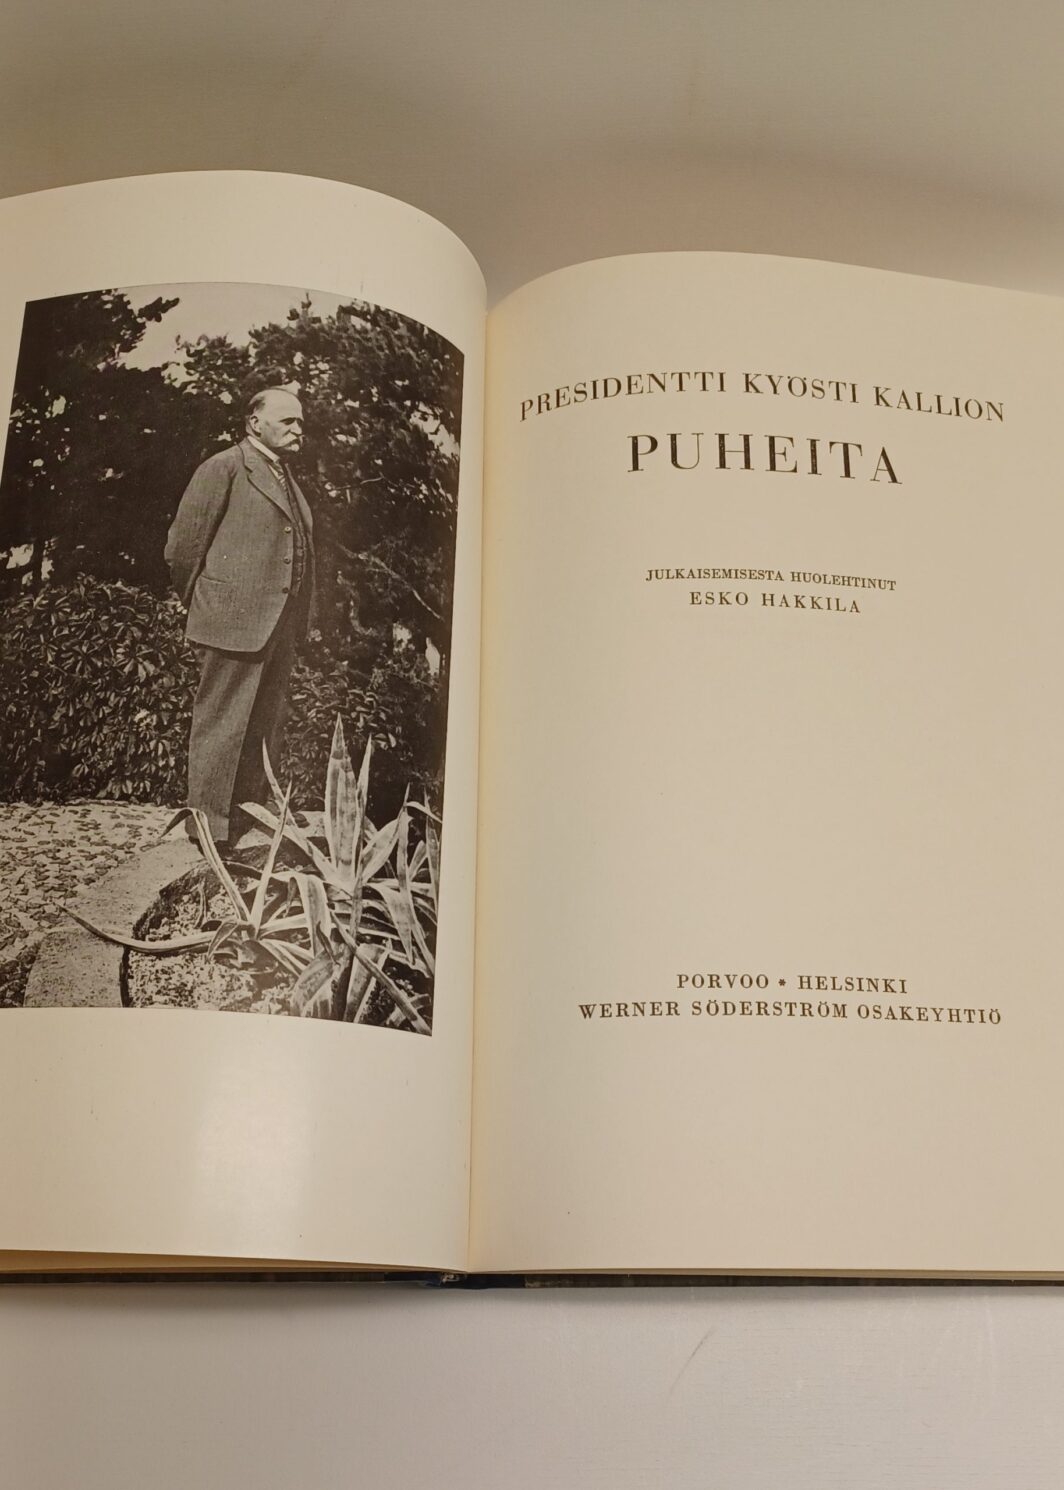 PRESIDENTTI KYÖSTI KALLION
PUHEITA
JULKAISEMISESTA HUOLEHTINUT
ESKO HAKKILA
PORVOO * HELSINKI
WERNER SÖDERSTRÖM OSAKEYHTIÖ